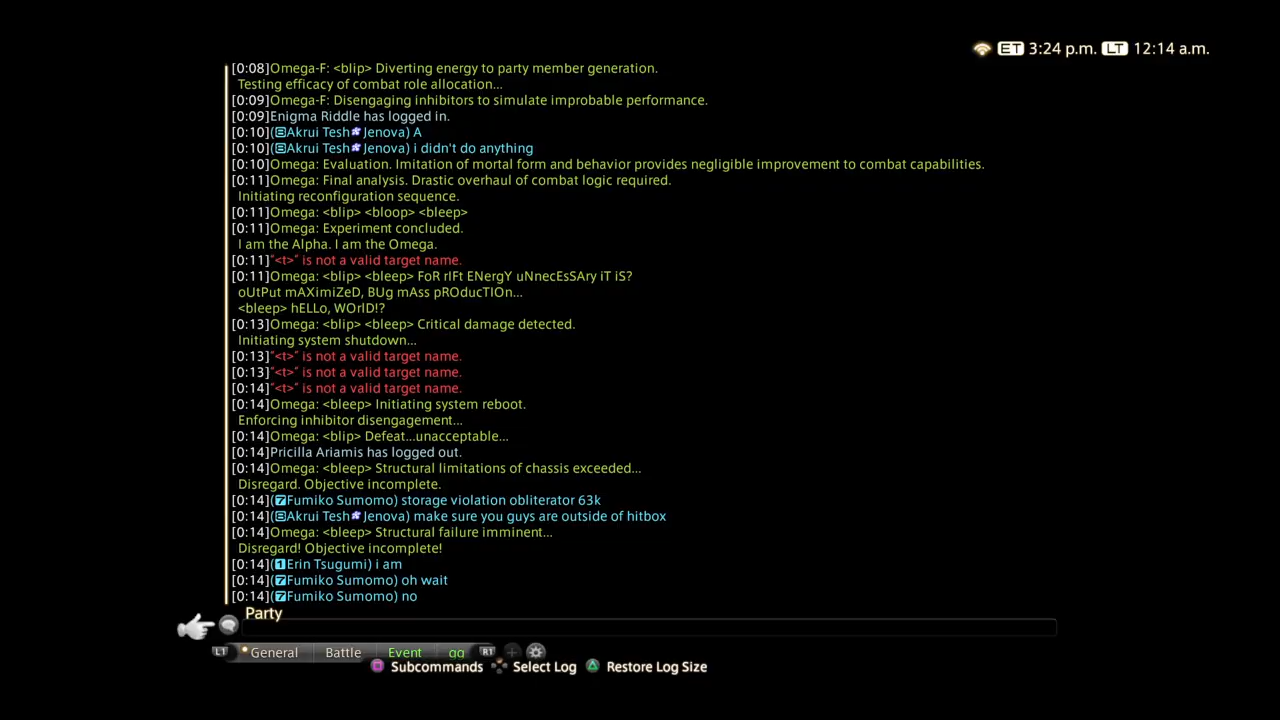 ET 3:24 p.m. LT 12:14 a.m.
[0:08]Omega-F: <blip> Diverting energy to party member generation.
Testing efficacy of combat role allocation...
[0:09]Omega-F: Disengaging inhibitors to simulate improbable performance.
[0:09]Enigma Riddle has logged in.
[0:10](8Akrui Tesh Jenova) A
[0:10](8Akrui Tesh Jenova) i didn't do anything
[0:10]Omega: Evaluation. Imitation of mortal form and behavior provides negligible improvement to combat capabilities.
[0:11]Omega: Final analysis. Drastic overhaul of combat logic required.
Initiating reconfiguration sequence.
[0:11]Omega: <blip> <bloop> <bleep>
[0:11]Omega: Experiment concluded.
I am the Alpha. I am the Omega.
[0:11]"<t>" is not a valid target name.
[0:11]Omega: <blip> <bleep> FoR rIFt ENergY uNnecEsSAry iT iS?
oUtPut mAXimiZeD, BUg mAss pROducTIOn...
<bleep> hELLo, WOrlD!?
[0:13]Omega: <blip> <bleep> Critical damage detected.
Initiating system shutdown...
[0:13]"<t>" is not a valid target name.
[0:13]"<t>" is not a valid target name.
[0:14]"<t>" is not a valid target name.
[0:14]Omega: <bleep> Initiating system reboot.
Enforcing inhibitor disengagement...
[0:14]Omega: <blip> Defeat...unacceptable...
[0:14]Pricilla Ariamis has logged out.
[0:14]Omega: <bleep> Structural limitations of chassis exceeded...
Disregard. Objective incomplete.
[0:14](7Fumiko Sumomo) storage violation obliterator 63k
[0:14](8Akrui Tesh Jenova) make sure you guys are outside of hitbox
[0:14]Omega: <bleep> Structural failure imminent...
Disregard! Objective incomplete!
[0:14](1Erin Tsugumi) i am
[0:14](7Fumiko Sumomo) oh wait
[0:14](7Fumiko Sumomo) no
Party
L1 General Battle Event gg R1
Subcommands Select Log Restore Log Size